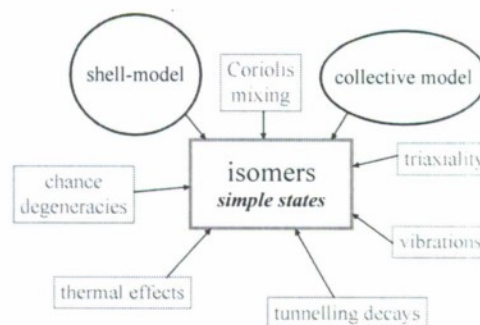 shell-model
Coriolis
mixing
collective model
isomers
simple states
triaxiality
chance
degeneracies
vibrations
thermal effects
tunnelling decays